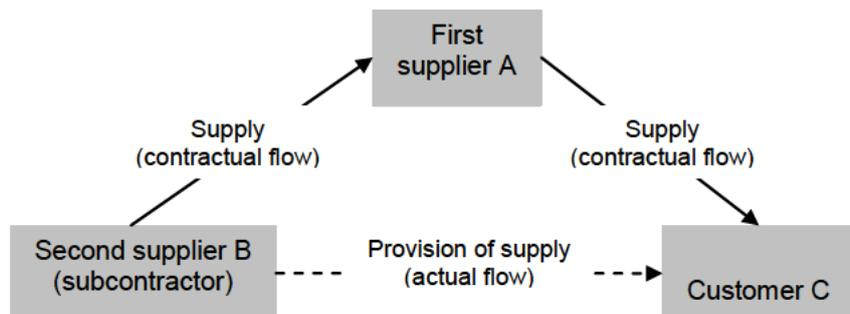 First
supplier A
Supply
(contractual flow)
Supply
(contractual flow)
Second supplier B
(subcontractor)
Provision of supply
(actual flow)
Customer C